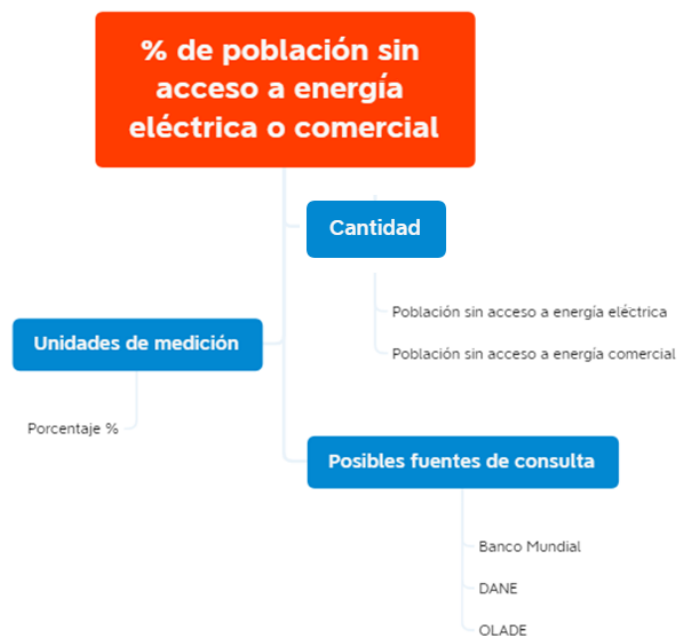 % de población sin
acceso a energía
eléctrica o comercial
Cantidad
Población sin acceso a energía eléctrica
Población sin acceso a energía comercial
Unidades de medición
Porcentaje %
Posibles fuentes de consulta
Banco Mundial
DANE
OLADE